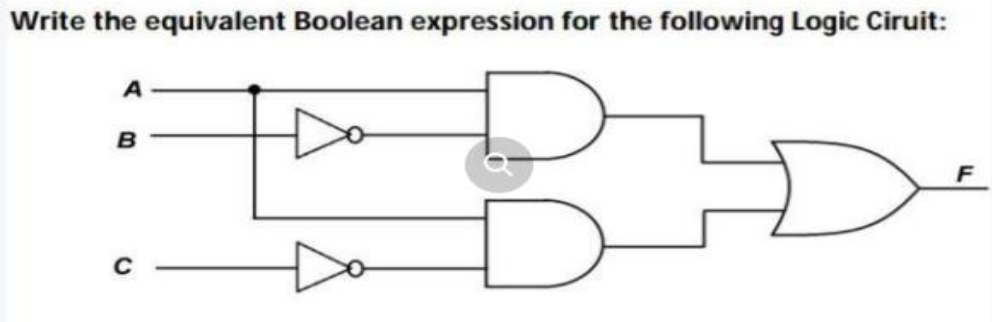 Write the equivalent Boolean expression for the following Logic Ciruit:
A
B
F
C